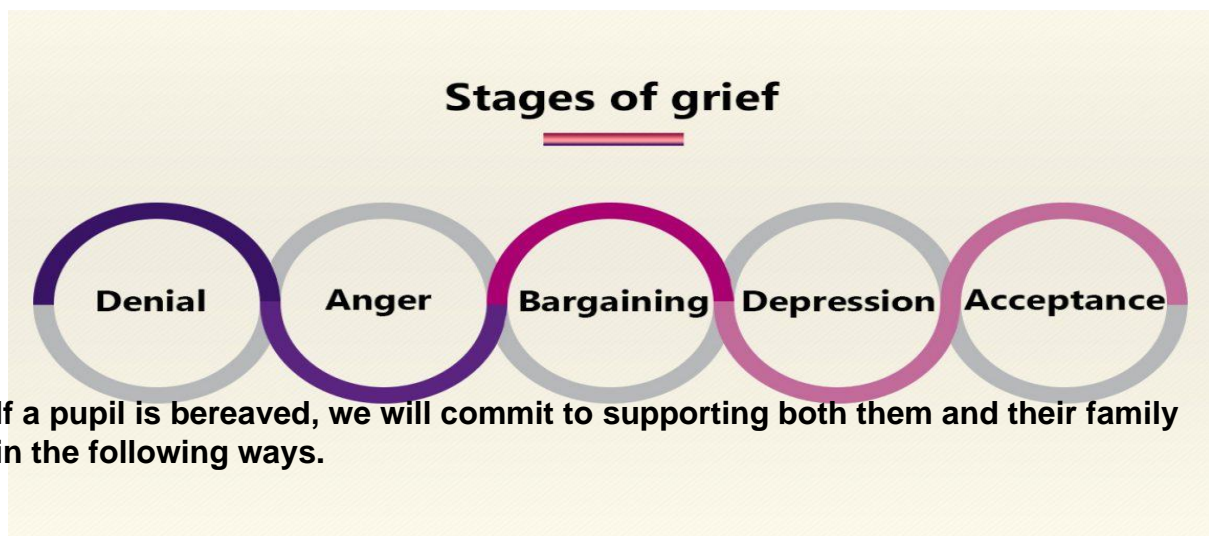 Stages of grief
Denial Anger Bargaining Depression Acceptance
If a pupil is bereaved, we will commit to supporting both them and their family
in the following ways.